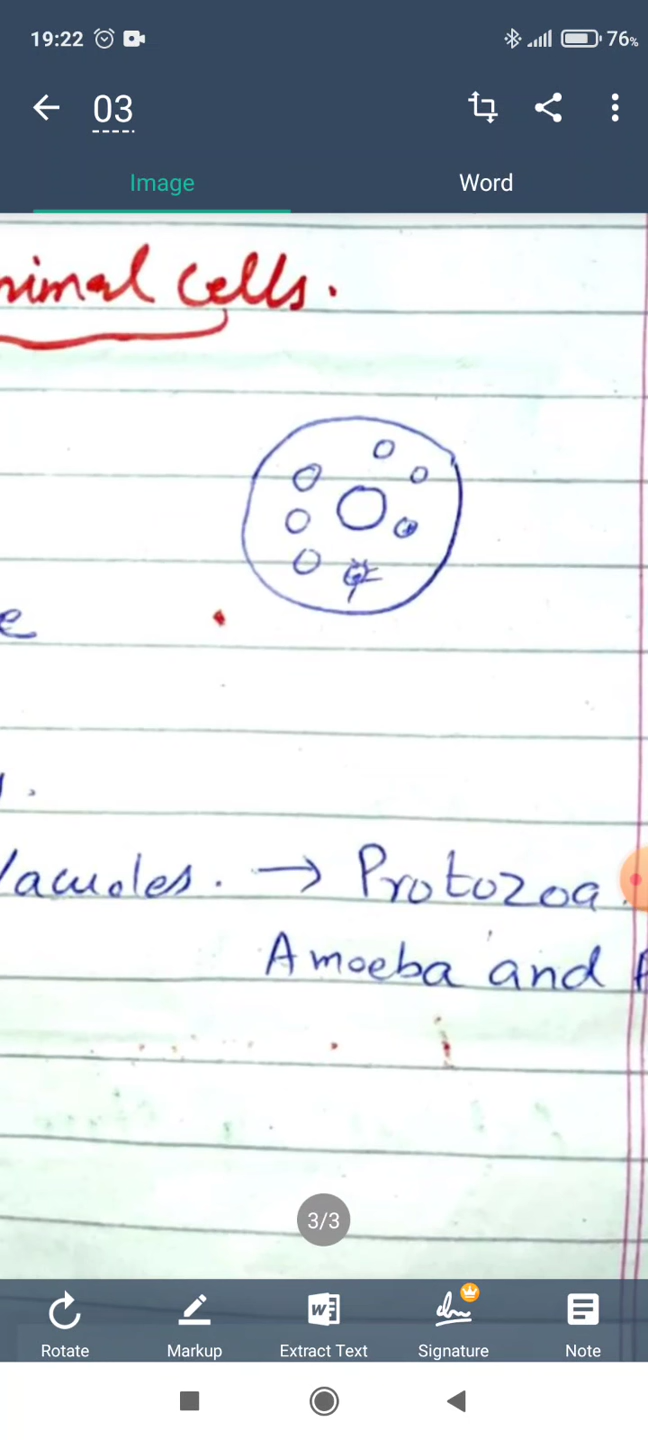 19:22 76%
03
Image Word
nimal cells.
e
.
Vacuoles. → Protozoa.
Amoeba and
3/3
Rotate Markup Extract Text Signature Note